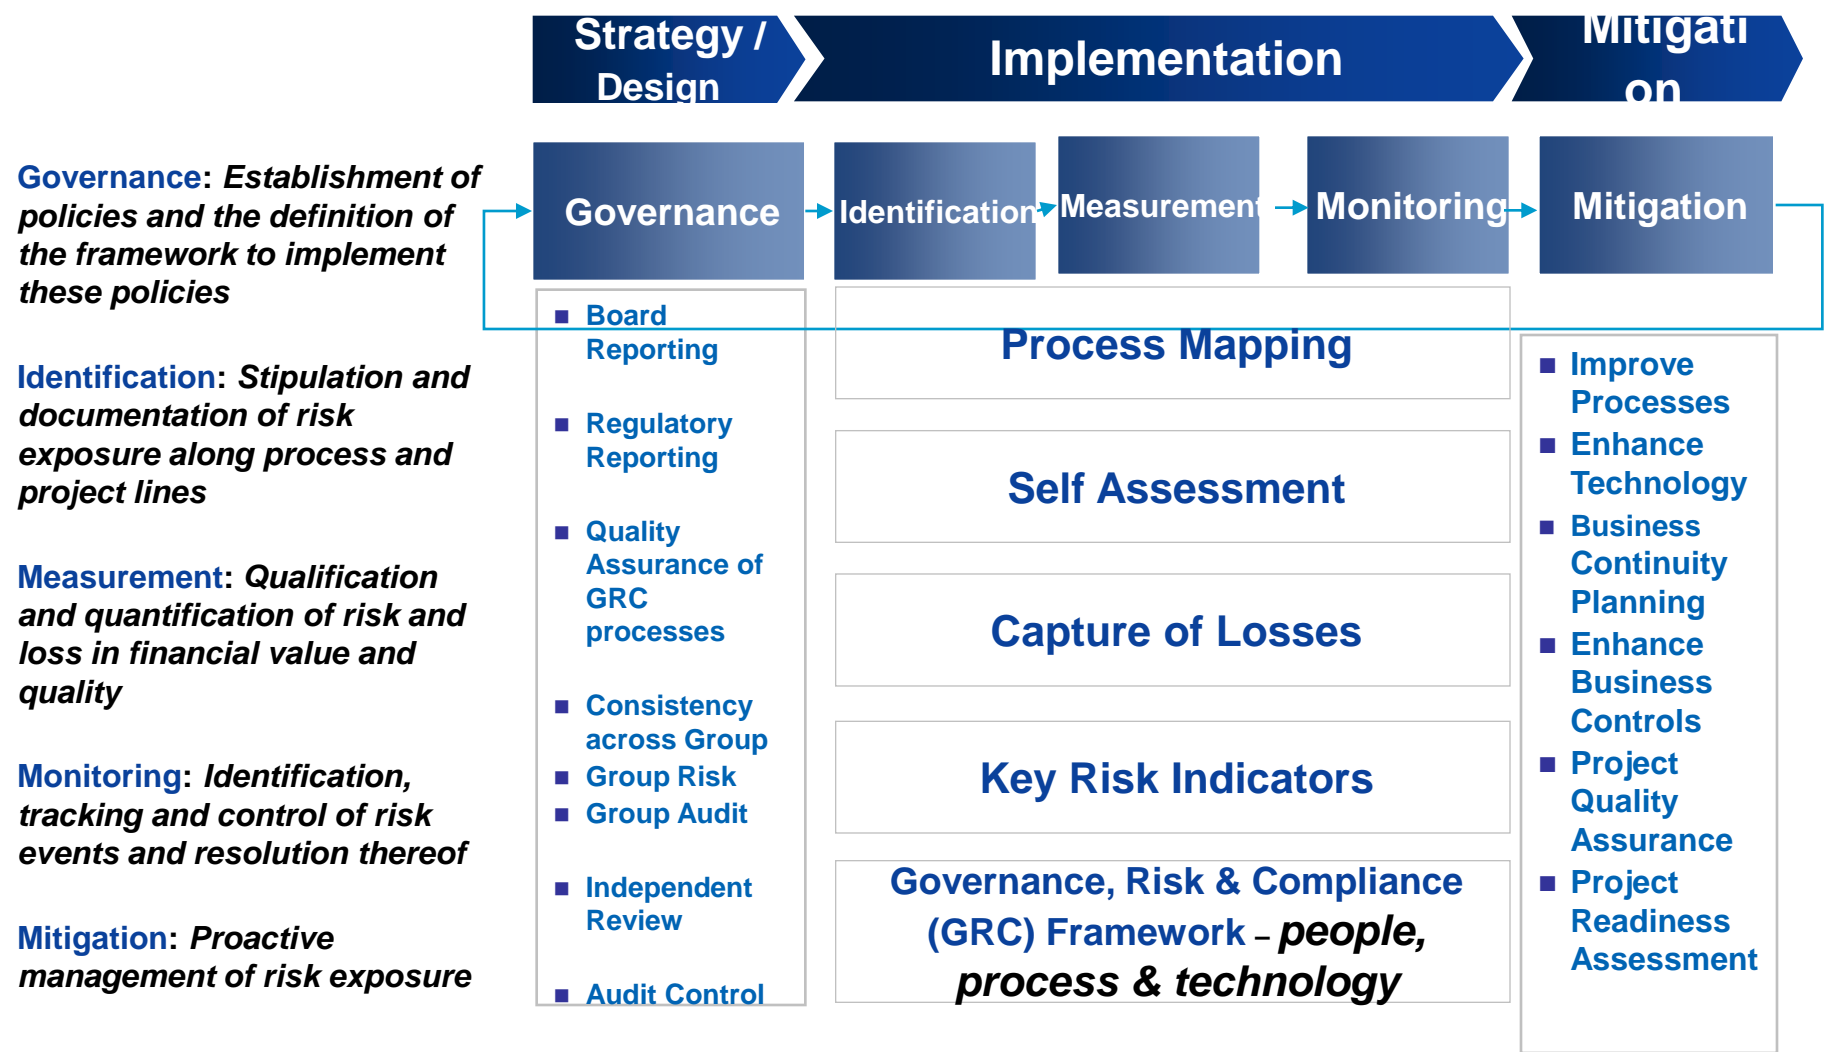 Strategy /
Design
Implementation
Mitigati
on
Governance: Establishment of
policies and the definition of
the framework to implement
these policies
Identification: Stipulation and
documentation of risk
exposure along process and
project lines
Measurement: Qualification
and quantification of risk and
loss in financial value and
quality
Monitoring: Identification,
tracking and control of risk
events and resolution thereof
Mitigation: Proactive
management of risk exposure
Governance
Identification
Measurement
Monitoring
Mitigation
Board
Reporting
Regulatory
Reporting
Quality
Assurance of
GRC
processes
Consistency
across Group
Group Risk
Group Audit
Independent
Review
Audit Control
Process Mapping
Self Assessment
Capture of Losses
Key Risk Indicators
Governance, Risk & Compliance
(GRC) Framework – people,
process & technology
Improve
Processes
Enhance
Technology
Business
Continuity
Planning
Enhance
Business
Controls
Project
Quality
Assurance
Project
Readiness
Assessment